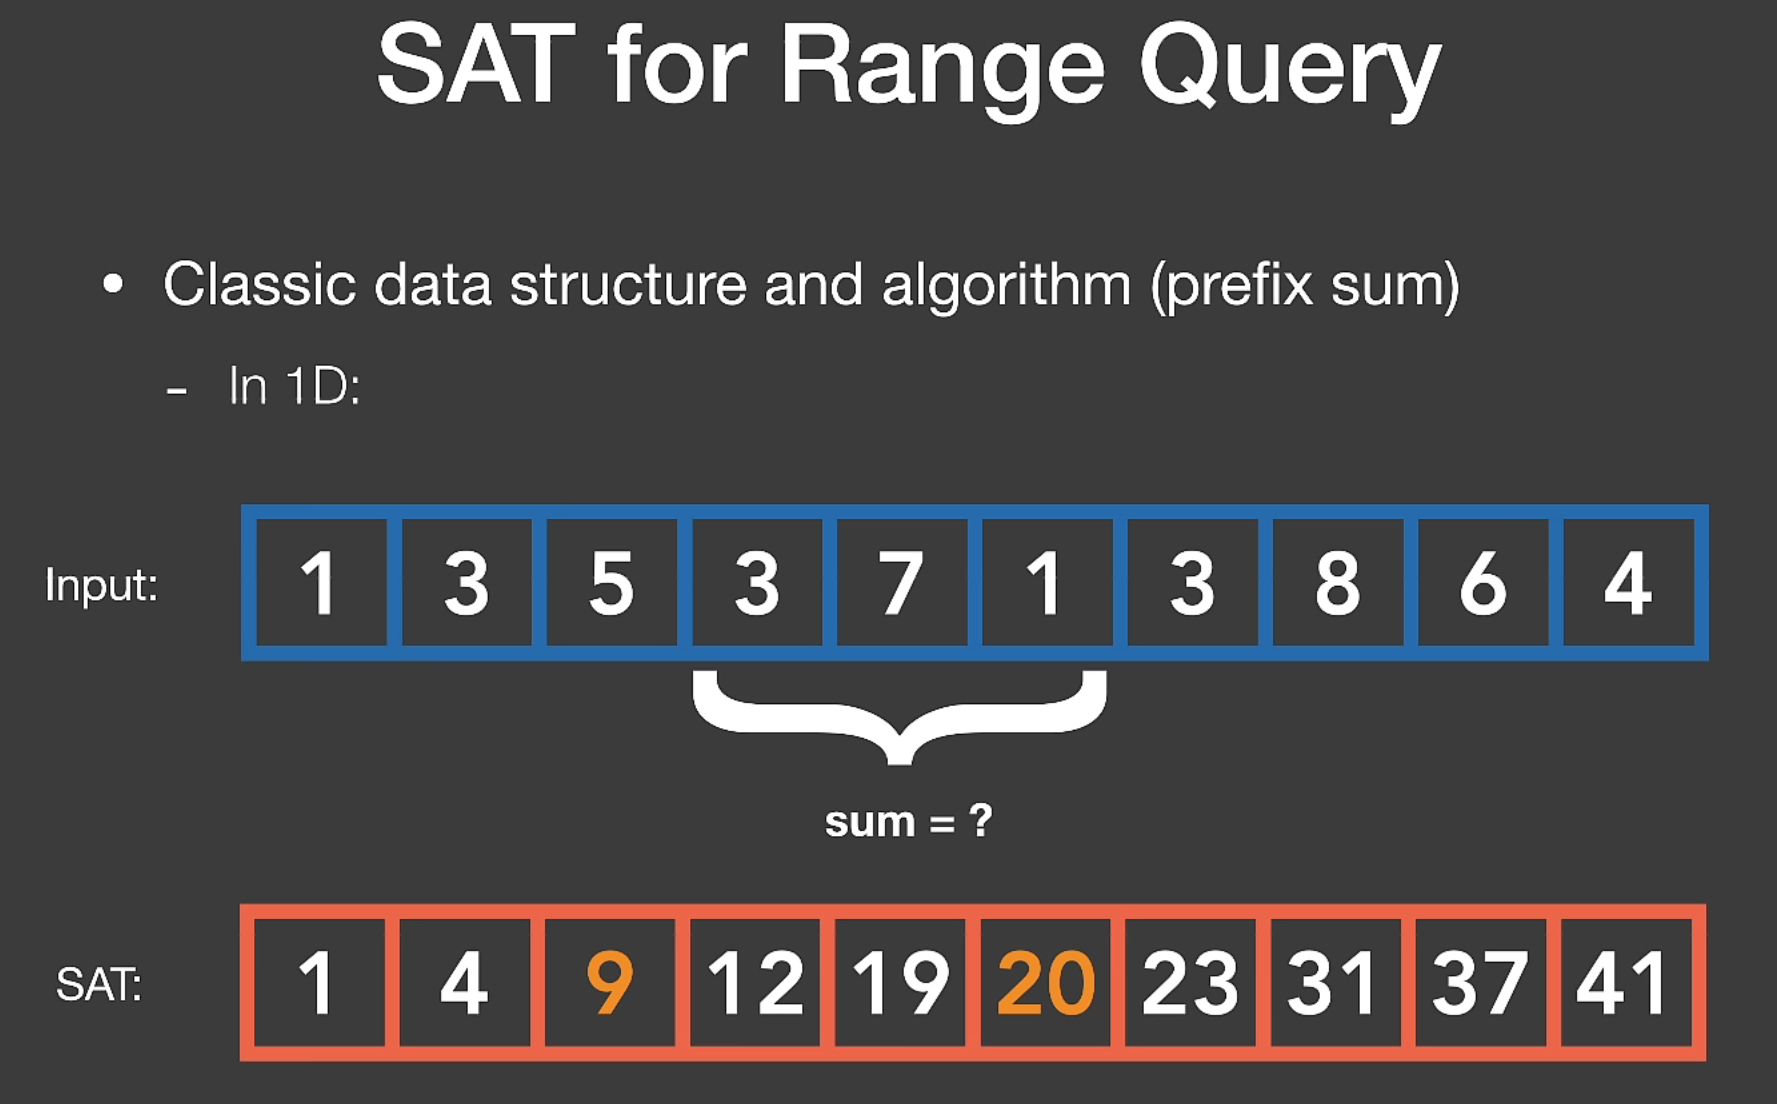 SAT for Range Query
• Classic data structure and algorithm (prefix sum)
- In 1D:
Input: 1 3 5 3 7 1 3 8 6 4
sum = ?
SAT: 1 4 9 12 19 20 23 31 37 41